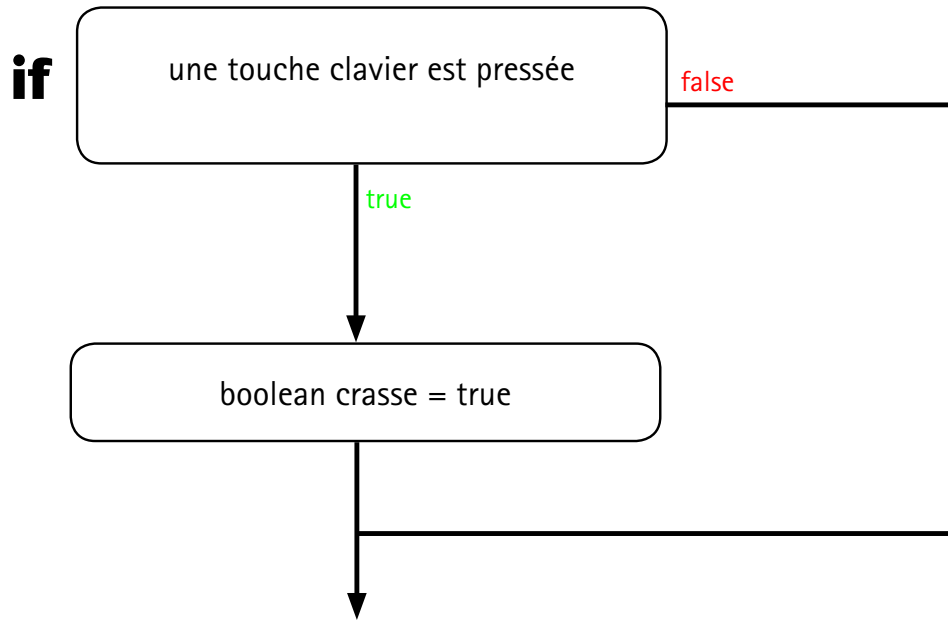 if
une touche clavier est pressée
false
true
boolean crasse = true